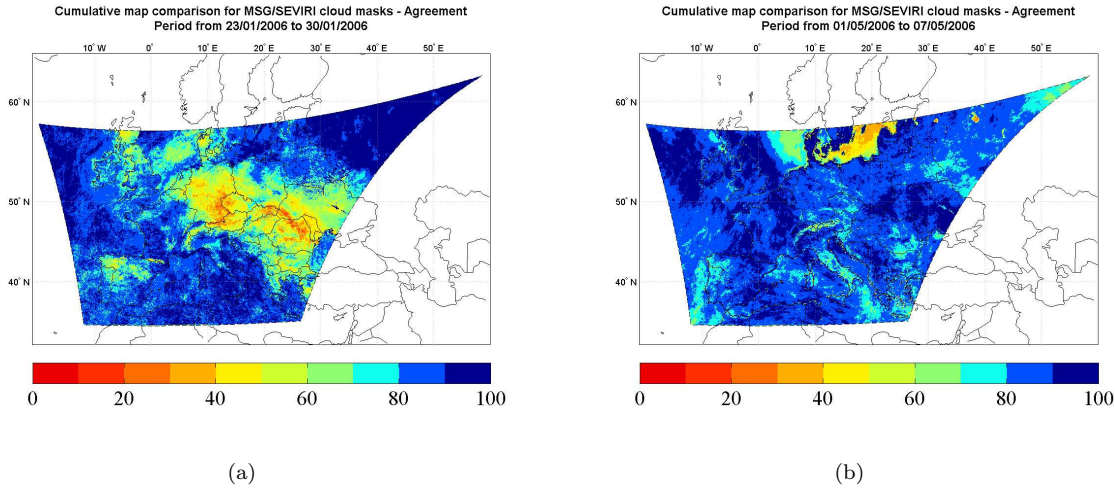 Cumulative map comparison for MSG/SEVIRI cloud masks - Agreement
Period from 23/01/2006 to 30/01/2006
10° W 0° 10° E 20° E 30° E 40° E 50° E
60° N
50° N
40° N
0 20 40 60 80 100
(a)
Cumulative map comparison for MSG/SEVIRI cloud masks - Agreement
Period from 01/05/2006 to 07/05/2006
10° W 0° 10° E 20° E 30° E 40° E 50° E
60° N
50° N
40° N
0 20 40 60 80 100
(b)